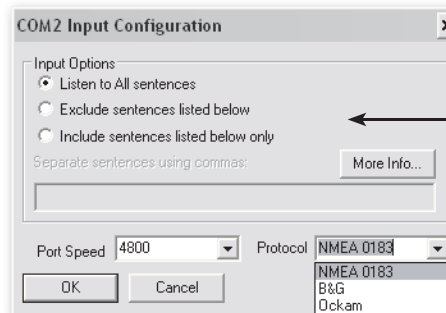 COM2 Input Configuration
Input Options
Listen to All sentences
Exclude sentences listed below
Include sentences listed below only
Separate sentences using commas:
More Info...
Port Speed 4800 Protocol NMEA 0183
NMEA 0183
OK Cancel B&G
Ockam